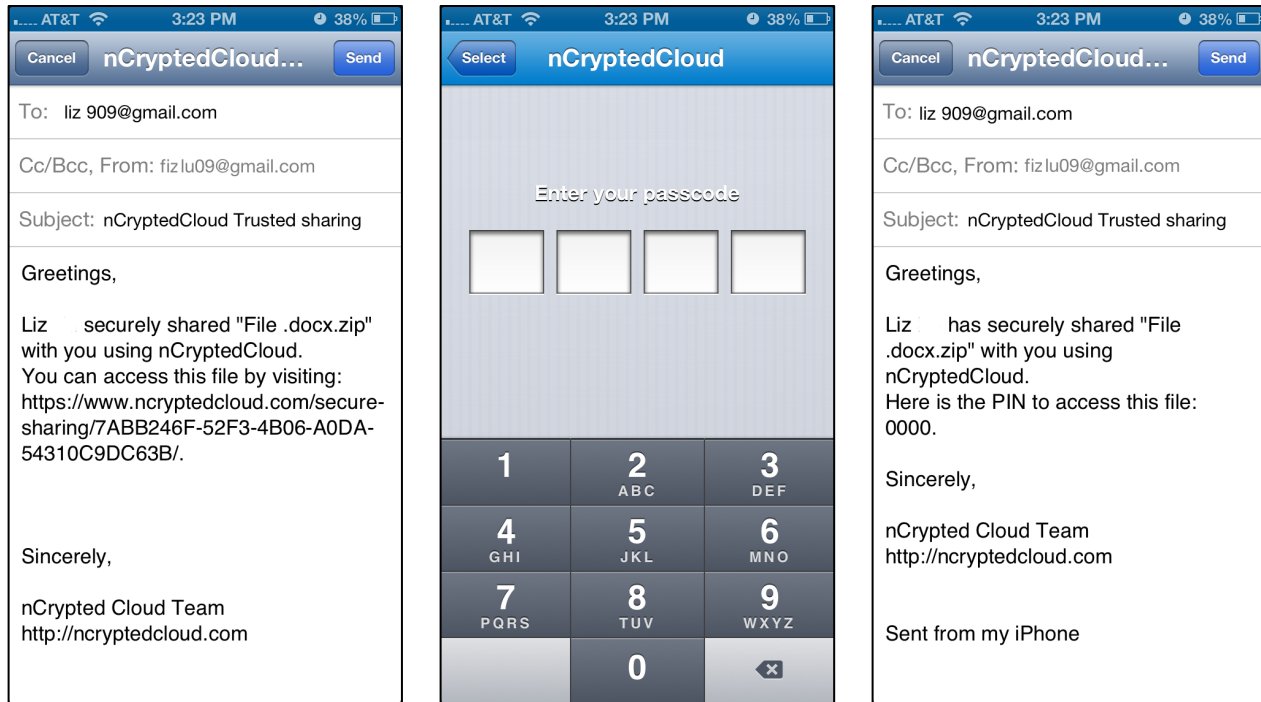 AT&T 3:23 PM 38%
Cancel nCryptedCloud... Send
To: liz 909@gmail.com
Cc/Bcc, From: fizlu09@gmail.com
Subject: nCryptedCloud Trusted sharing
Greetings,
Liz securely shared "File .docx.zip"
with you using nCryptedCloud.
You can access this file by visiting:
https://www.ncryptedcloud.com/secure-
sharing/7ABB246F-52F3-4B06-A0DA-
54310C9DC63B/.
Sincerely,
nCrypted Cloud Team
http://ncryptedcloud.com
AT&T 3:23 PM 38%
Select nCryptedCloud
Enter your passcode
1 2 3
ABC DEF
4 5 6
GHI JKL MNO
7 8 9
PQRS TUV WXYZ
0
AT&T 3:23 PM 38%
Cancel nCryptedCloud... Send
To: liz 909@gmail.com
Cc/Bcc, From: fizlu09@gmail.com
Subject: nCryptedCloud Trusted sharing
Greetings,
Liz has securely shared "File
.docx.zip" with you using
nCryptedCloud.
Here is the PIN to access this file:
0000.
Sincerely,
nCrypted Cloud Team
http://ncryptedcloud.com
Sent from my iPhone